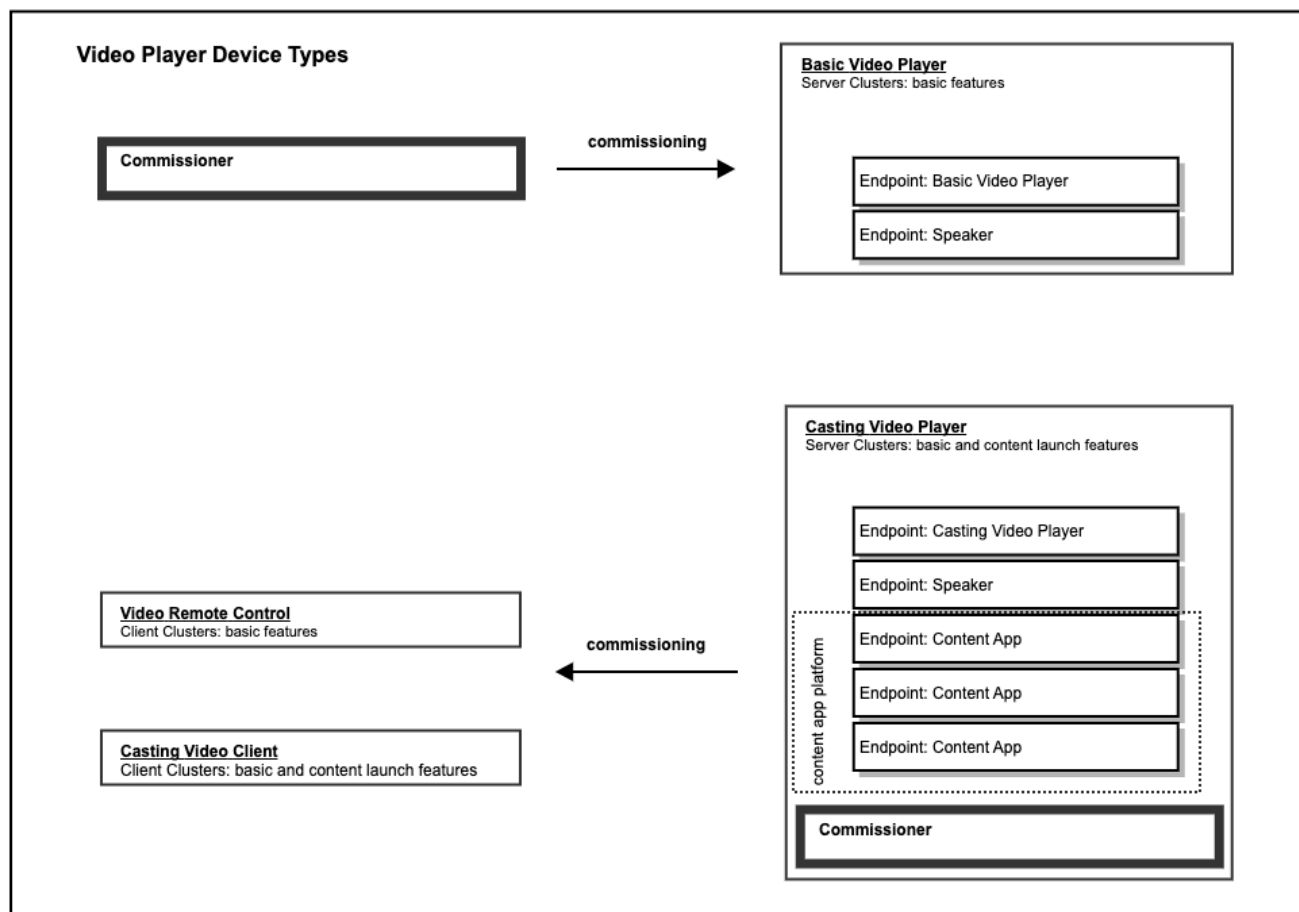 Video Player Device Types
Commissioner
commissioning
Basic Video Player
Server Clusters: basic features
Endpoint: Basic Video Player
Endpoint: Speaker
Video Remote Control
Client Clusters: basic features
Casting Video Client
Client Clusters: basic and content launch features
commissioning
Casting Video Player
Server Clusters: basic and content launch features
Endpoint: Casting Video Player
Endpoint: Speaker
content app platform
Endpoint: Content App
Endpoint: Content App
Endpoint: Content App
Commissioner